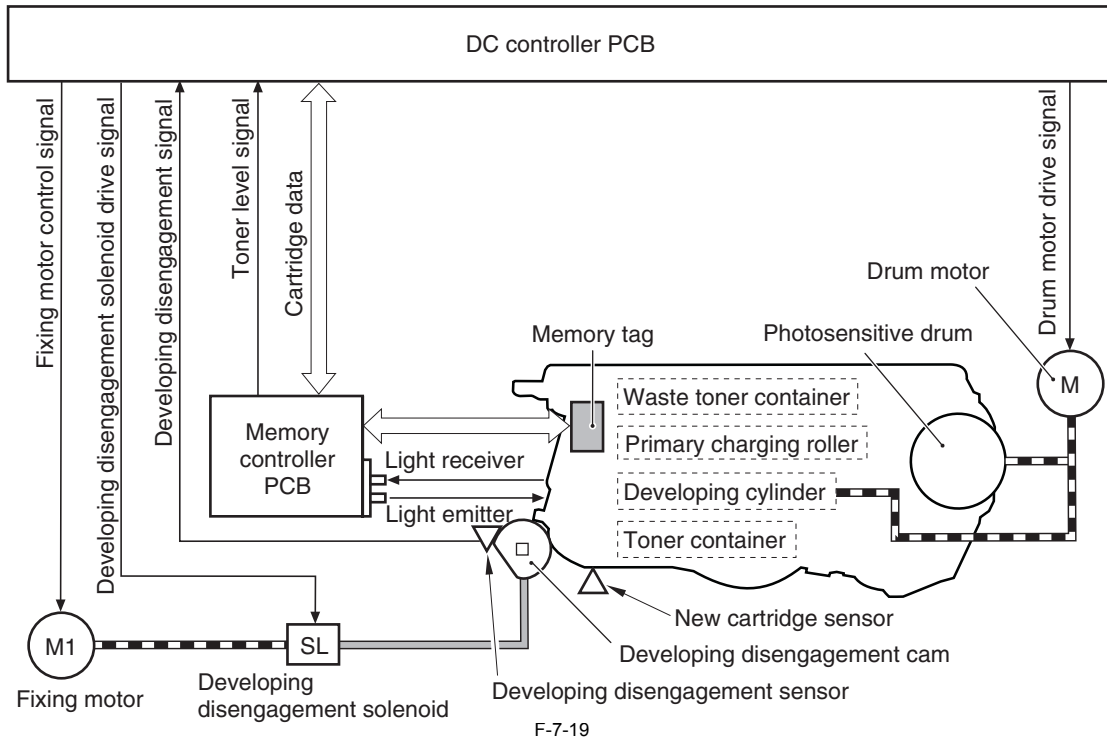 DC controller PCB
Fixing motor control signal
Developing disengagement solenoid drive signal
Developing disengagement signal
Toner level signal
Cartridge data
Drum motor drive signal
Drum motor
Photosensitive drum
Memory tag
M
Waste toner container
Memory
controller
PCB
Primary charging roller
Light receiver
Developing cylinder
Light emitter
Toner container
New cartridge sensor
M1
SL
Developing disengagement cam
Fixing motor
Developing
disengagement solenoid
Developing disengagement sensor
F-7-19